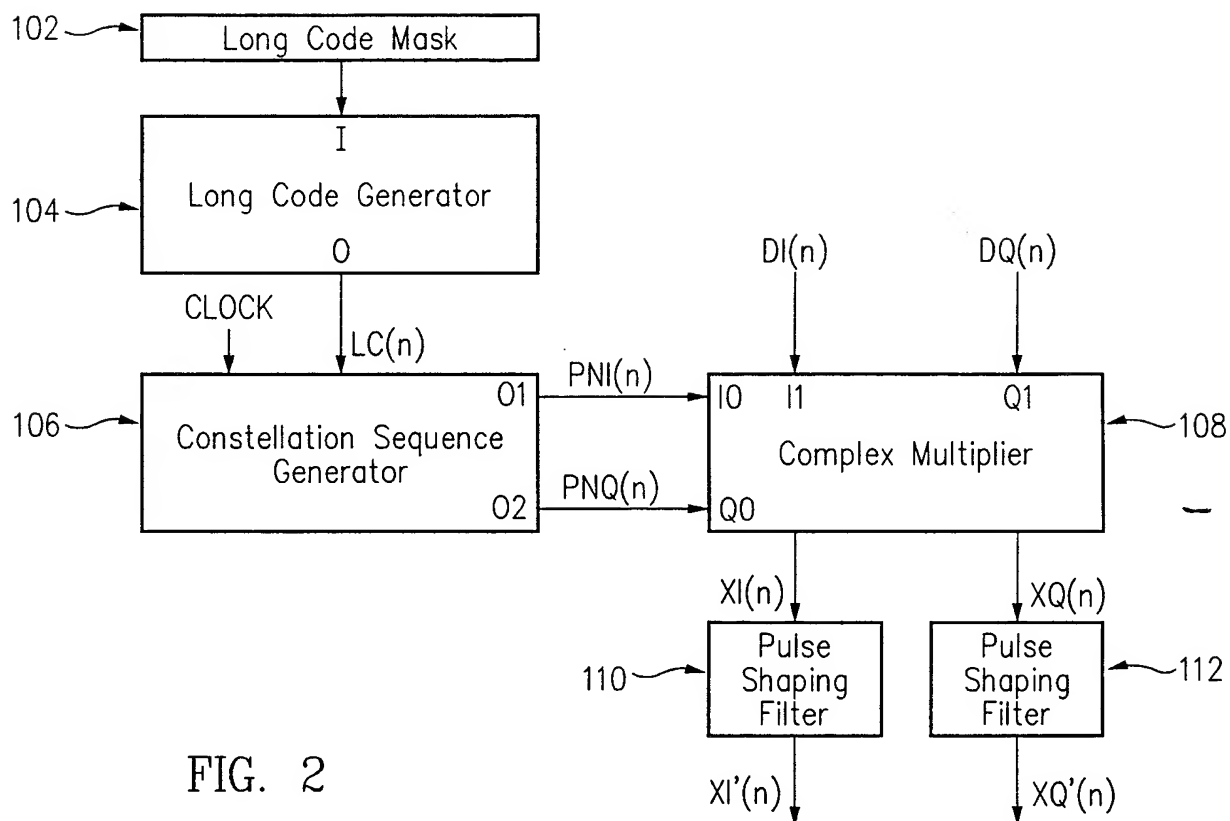 102
Long Code Mask
I
Long Code Generator
O
104
DI(n) DQ(n)
CLOCK
LC(n)
O1 PNI(n) I0 I1 Q1
106
Constellation Sequence
Generator
Complex Multiplier
108
O2 PNQ(n) Q0
XI(n) XQ(n)
110
Pulse
Shaping
Filter
Pulse
Shaping
Filter
112
FIG. 2
XI'(n) XQ'(n)